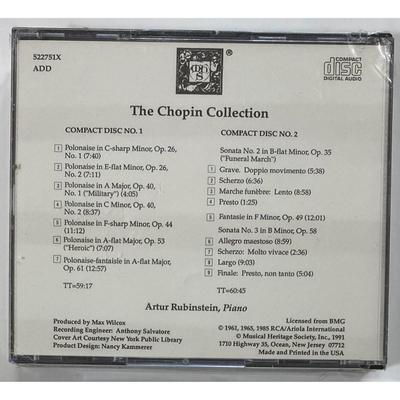 522751X
ADD
M
H
S
®
COMPACT
disc
DIGITAL AUDIO
The Chopin Collection
COMPACT DISC NO. 1
1 Polonaise in C-sharp Minor, Op. 26,
No. 1 (7:40)
2 Polonaise in E-flat Minor, Op. 26,
No. 2 (7:11)
3 Polonaise in A Major, Op. 40,
No. 1 ("Military") (4:05)
4 Polonaise in C Minor, Op. 40,
No. 2 (8:37)
5 Polonaise in F-sharp Minor, Op. 44
(11:12)
6 Polonaise in A-flat Major, Op. 53
("Heroic") (7:07)
7 Polonaise-fantaisie in A-flat Major,
Op. 61 (12:57)
TT=59:17
COMPACT DISC NO. 2
Sonata No. 2 in B-flat Minor, Op. 35
("Funeral March")
1 Grave. Doppio movimento (5:38)
2 Scherzo (6:36)
3 Marche funèbre: Lento (8:58)
4 Presto (1:25)
5 Fantasie in F Minor, Op. 49 (12:01)
Sonata No. 3 in B Minor, Op. 58
6 Allegro maestoso (8:59)
7 Scherzo: Molto vivace (2:36)
8 Largo (9:03)
9 Finale: Presto, non tanto (5:04)
TT=60:45
Artur Rubinstein, Piano
Produced by Max Wilcox
Recording Engineer: Anthony Salvatore
Cover Art Courtesy New York Public Library
Product Design: Nancy Kammerer
Licensed from BMG
© 1961, 1965, 1985 RCA/Ariola International
© Musical Heritage Society, Inc., 1991
1710 Highway 35, Ocean, New Jersey 07712
Made and Printed in the USA